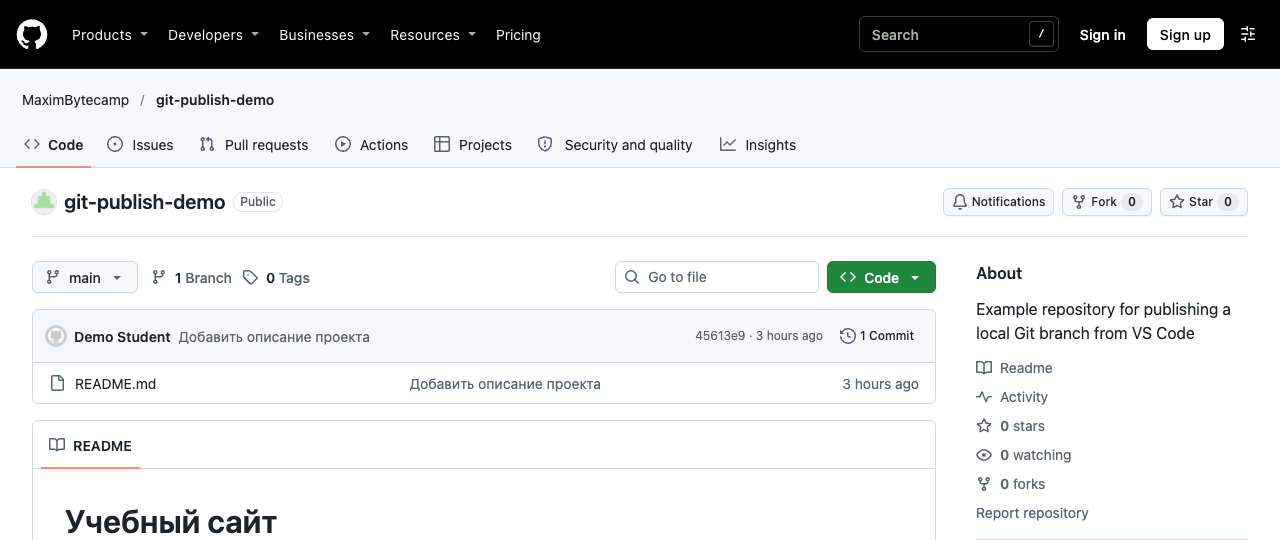 Products Developers Businesses Resources Pricing Search / Sign in Sign up
MaximBytecamp / git-publish-demo
Code Issues Pull requests Actions Projects Security and quality Insights
git-publish-demo Public Notifications Fork 0 Star 0
main 1 Branch 0 Tags Go to file Code
Demo Student Добавить описание проекта 45613e9 · 3 hours ago 1 Commit
README.md Добавить описание проекта 3 hours ago
README
Учебный сайт
About
Example repository for publishing a
local Git branch from VS Code
Readme
Activity
0 stars
0 watching
0 forks
Report repository